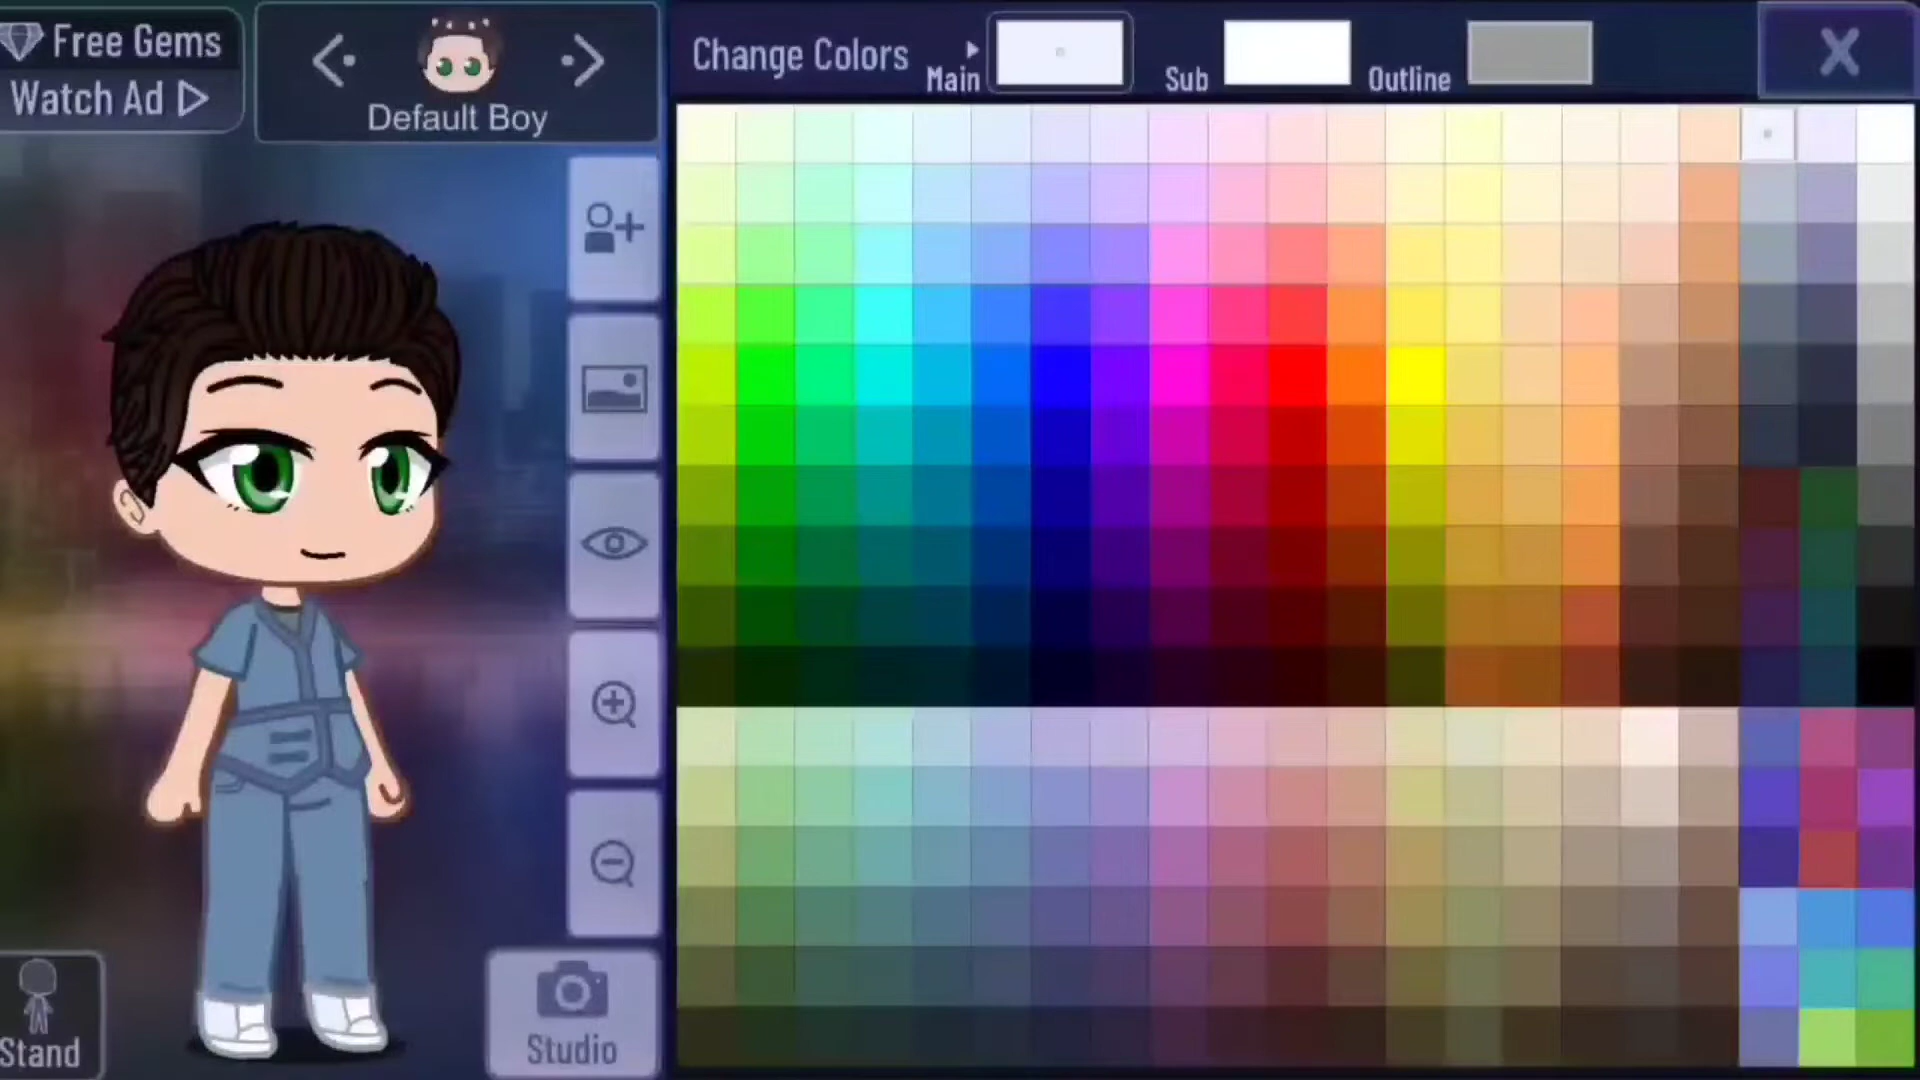 Free Gems
Watch Ad
Default Boy
Change Colors
Main
Sub
Outline
X
Stand
Studio